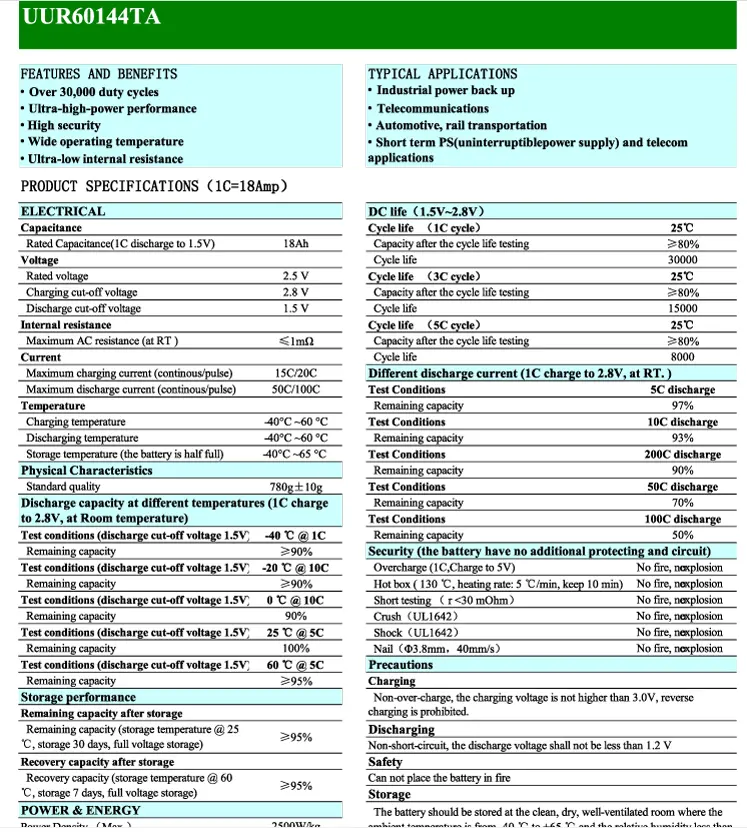 UUR60144TA
FEATURES AND BENEFITS
• Over 30,000 duty cycles
• Ultra-high-power performance
• High security
• Wide operating temperature
• Ultra-low internal resistance
TYPICAL APPLICATIONS
• Industrial power back up
• Telecommunications
• Automotive, rail transportation
• Short term PS(uninterruptiblepower supply) and telecom
applications
PRODUCT SPECIFICATIONS（1C=18Amp）
ELECTRICAL
Capacitance
Rated Capacitance(1C discharge to 1.5V) 18Ah
Voltage
Rated voltage 2.5 V
Charging cut-off voltage 2.8 V
Discharge cut-off voltage 1.5 V
Internal resistance
Maximum AC resistance (at RT ) ≤1mΩ
Current
Maximum charging current (continous/pulse) 15C/20C
Maximum discharge current (continous/pulse) 50C/100C
Temperature
Charging temperature -40°C ~60 °C
Discharging temperature -40°C ~60 °C
Storage temperature (the battery is half full) -40°C ~65 °C
Physical Characteristics
Standard quality 780g±10g
Discharge capacity at different temperatures (1C charge
to 2.8V, at Room temperature)
Test conditions (discharge cut-off voltage 1.5V) -40 ℃ @ 1C
Remaining capacity ≥90%
Test conditions (discharge cut-off voltage 1.5V) -20 ℃ @ 10C
Remaining capacity ≥90%
Test conditions (discharge cut-off voltage 1.5V) 0 ℃ @ 10C
Remaining capacity 90%
Test conditions (discharge cut-off voltage 1.5V) 25 ℃ @ 5C
Remaining capacity 100%
Test conditions (discharge cut-off voltage 1.5V) 60 ℃ @ 5C
Remaining capacity ≥95%
Storage performance
Remaining capacity after storage
Remaining capacity (storage temperature @ 25
℃, storage 30 days, full voltage storage) ≥95%
Recovery capacity after storage
Recovery capacity (storage temperature @ 60
℃, storage 7 days, full voltage storage) ≥95%
POWER & ENERGY
Power Density （Max ） 2500W/kg
DC life（1.5V~2.8V）
Cycle life （1C cycle） 25℃
Capacity after the cycle life testing ≥80%
Cycle life 30000
Cycle life （3C cycle） 25℃
Capacity after the cycle life testing ≥80%
Cycle life 15000
Cycle life （5C cycle） 25℃
Capacity after the cycle life testing ≥80%
Cycle life 8000
Different discharge current (1C charge to 2.8V, at RT. )
Test Conditions 5C discharge
Remaining capacity 97%
Test Conditions 10C discharge
Remaining capacity 93%
Test Conditions 200C discharge
Remaining capacity 90%
Test Conditions 50C discharge
Remaining capacity 70%
Test Conditions 100C discharge
Remaining capacity 50%
Security (the battery have no additional protecting and circuit)
Overcharge (1C,Charge to 5V) No fire, no explosion
Hot box ( 130 ℃, heating rate: 5 ℃/min, keep 10 min) No fire, no explosion
Short testing （ r <30 mOhm） No fire, no explosion
Crush（UL1642） No fire, no explosion
Shock（UL1642） No fire, no explosion
Nail（Φ3.8mm，40mm/s） No fire, no explosion
Precautions
Charging
Non-over-charge, the charging voltage is not higher than 3.0V, reverse
charging is prohibited.
Discharging
Non-short-circuit, the discharge voltage shall not be less than 1.2 V
Safety
Can not place the battery in fire
Storage
The battery should be stored at the clean, dry, well-ventilated room where the
ambient temperature is from -40 ℃ to +65 ℃ and the relative humidity less than